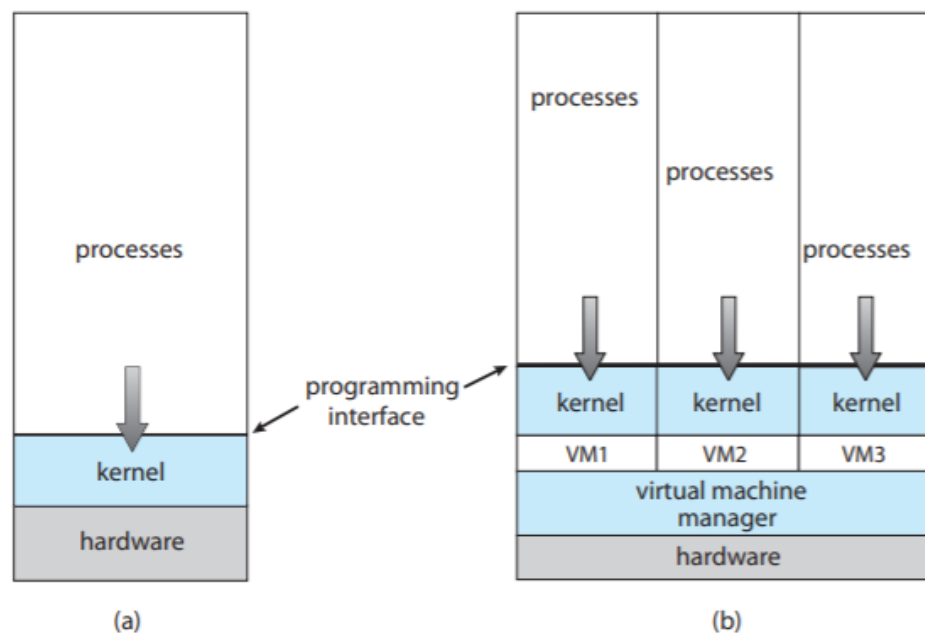 processes
kernel
hardware
(a)
programming
interface
processes
processes
processes
kernel
kernel
kernel
VM1
VM2
VM3
virtual machine
manager
hardware
(b)